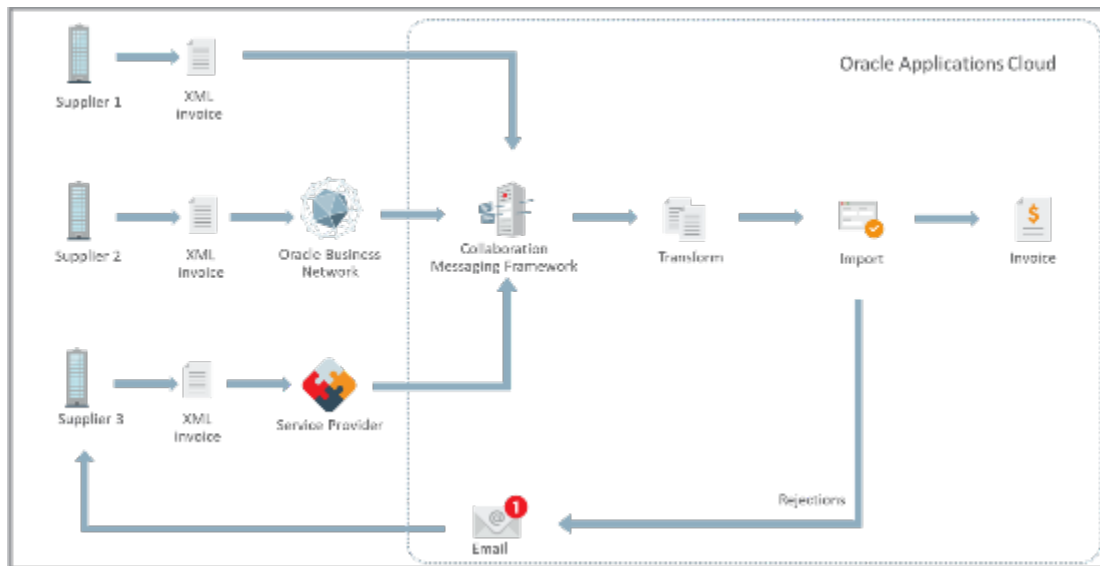 Oracle Applications Cloud
Supplier 1
XML
invoice
Supplier 2
XML
invoice
Oracle Business
Network
Collaboration
Messaging Framework
Transform
Import
$
Invoice
Supplier 3
XML
invoice
Service Provider
Rejections
@
1
Email